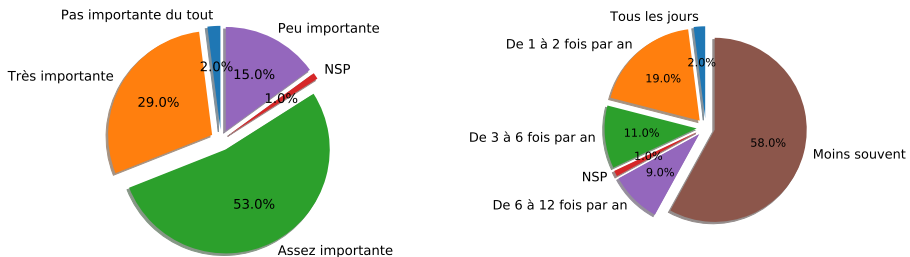 Pas importante du tout
Peu importante
2.0%
15.0%
NSP
Très importante
29.0%
1.0%
53.0%
Assez importante
Tous les jours
De 1 à 2 fois par an
2.0%
19.0%
De 3 à 6 fois par an
11.0%
58.0%
Moins souvent
1.0%
NSP
9.0%
De 6 à 12 fois par an